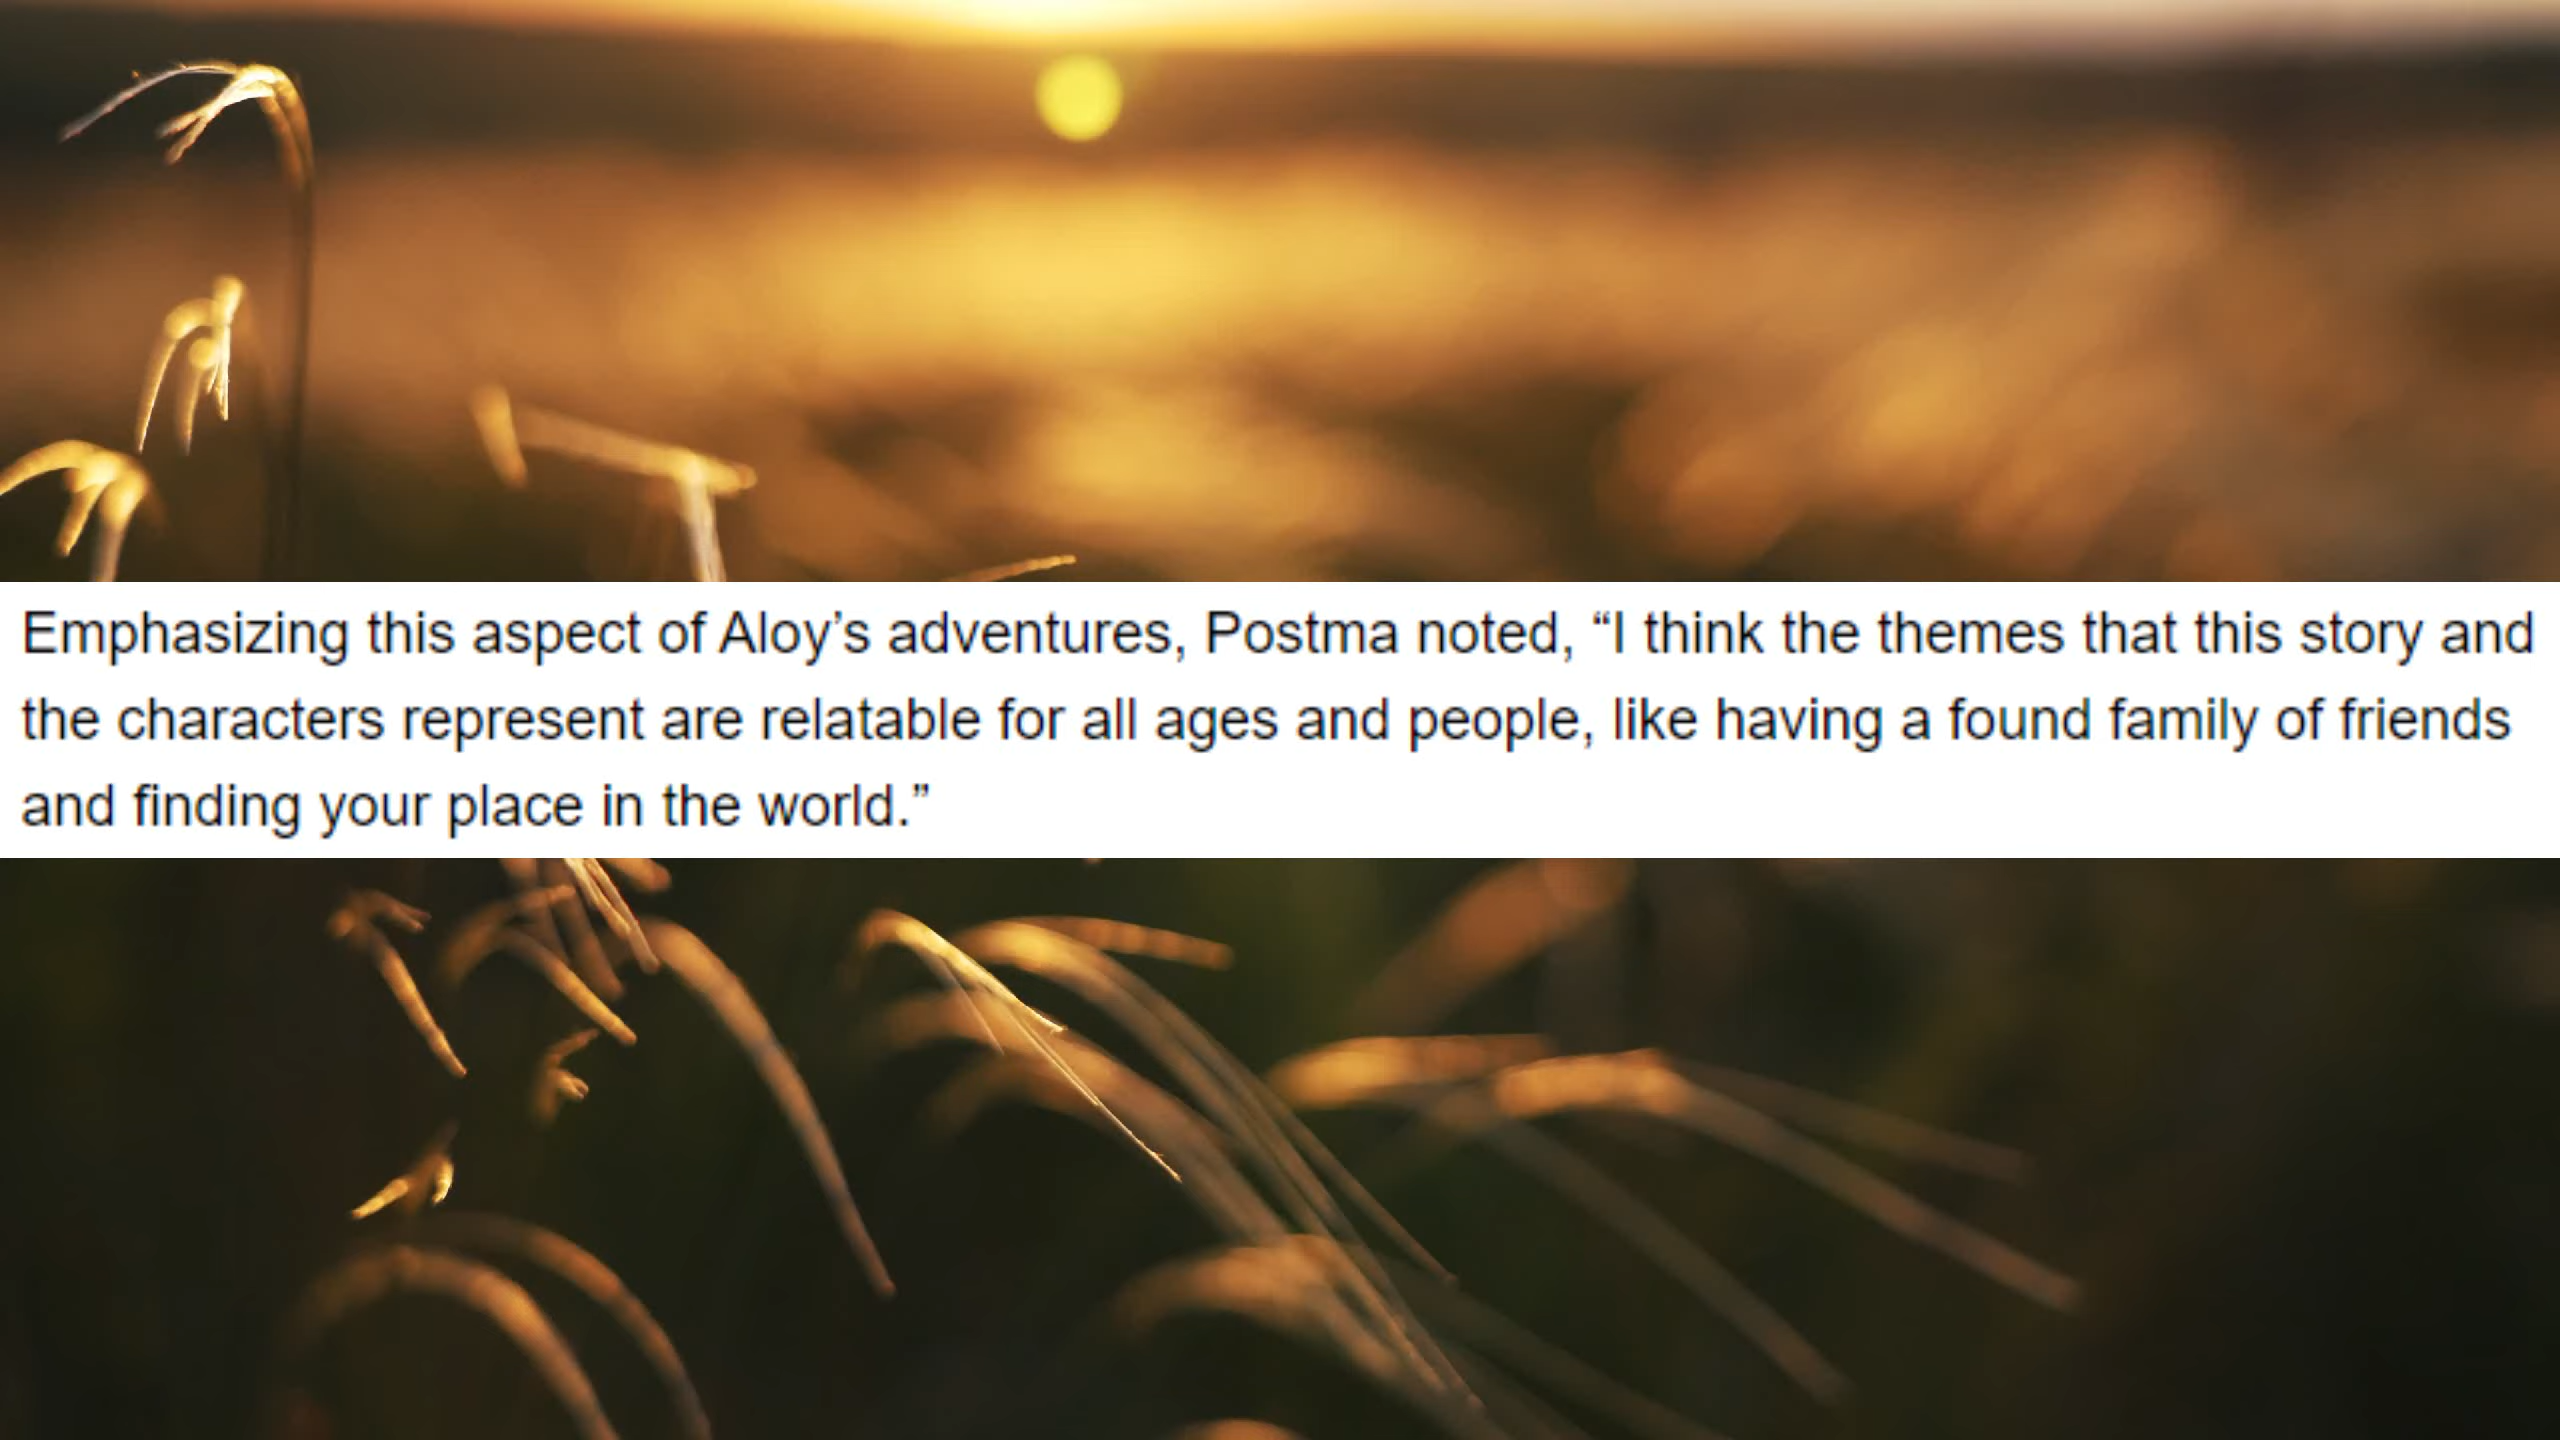 Emphasizing this aspect of Aloy’s adventures, Postma noted, “I think the themes that this story and
the characters represent are relatable for all ages and people, like having a found family of friends
and finding your place in the world.”